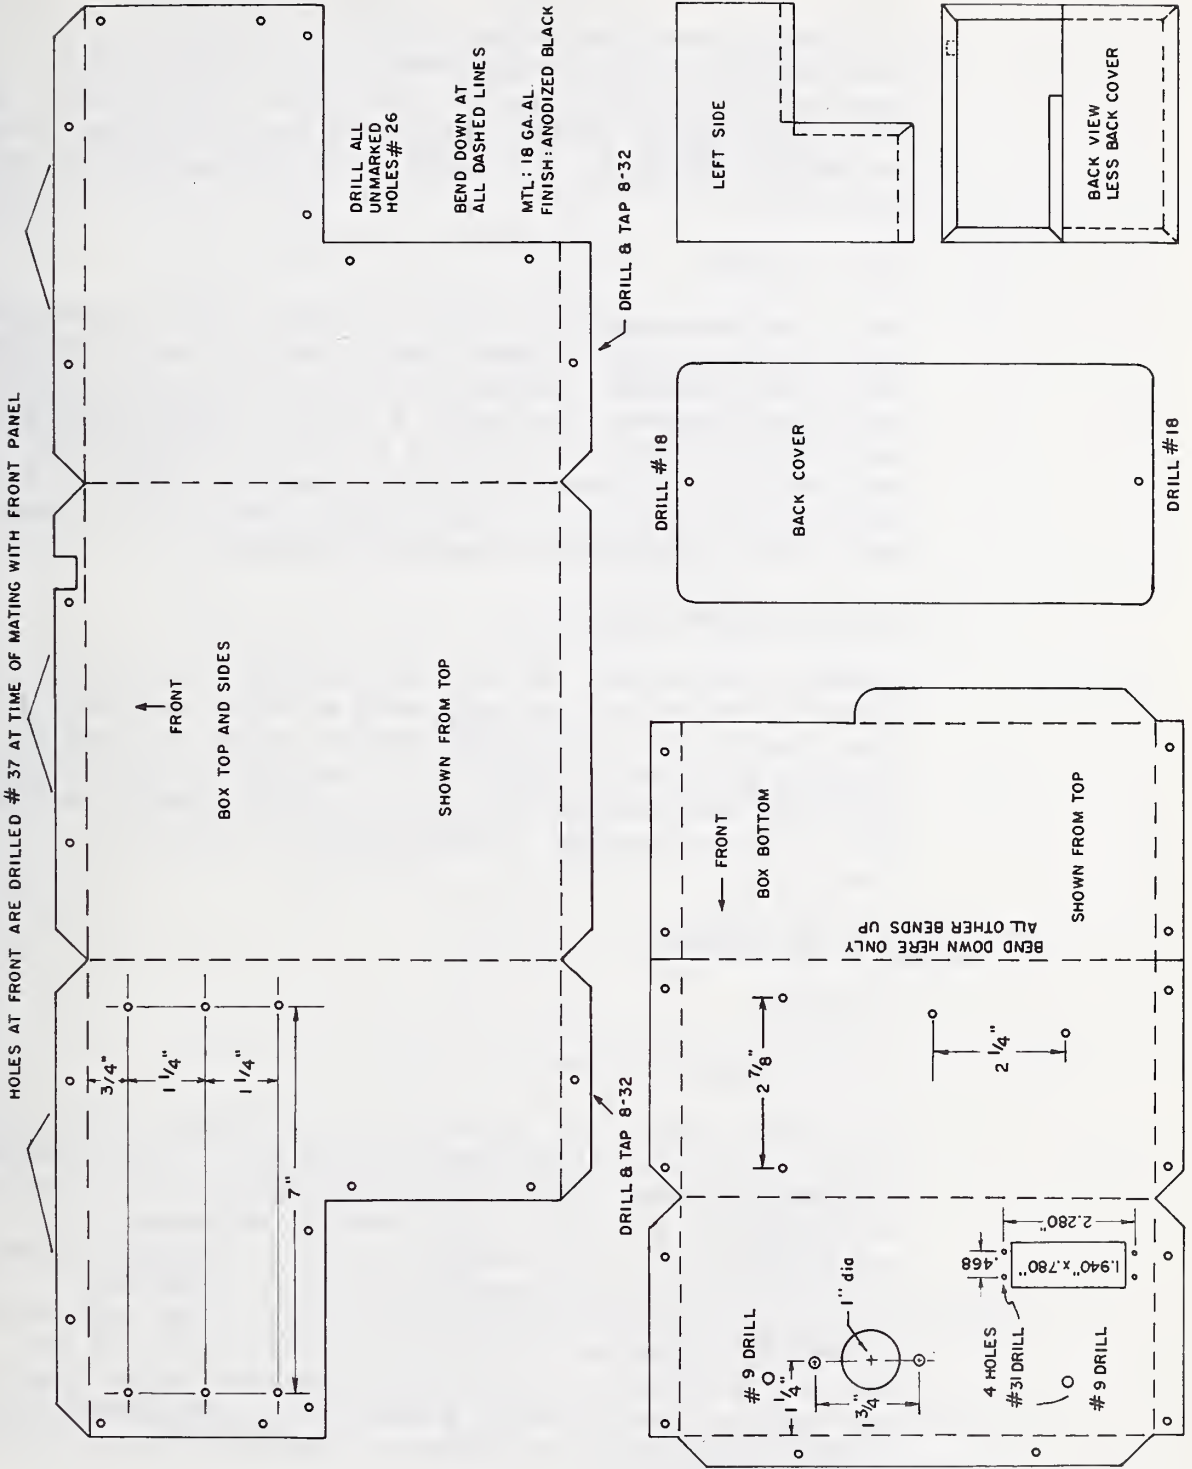 HOLES AT FRONT ARE DRILLED # 37 AT TIME OF MATING WITH FRONT PANEL
3/4"
1 1/4"
1 1/4"
7"
FRONT
BOX TOP AND SIDES
SHOWN FROM TOP
DRILL ALL
UNMARKED
HOLES # 26
BEND DOWN AT
ALL DASHED LINES
MTL: 18 GA. AL.
FINISH: ANODIZED BLACK
DRILL & TAP 8-32
DRILL & TAP 8-32
# 9 DRILL
1 1/4"
1 3/4"
1" dia
4 HOLES
#31 DRILL
# 9 DRILL
.468
1.940" x .780"
2.280"
2 7/8"
2 1/4"
BEND DOWN HERE ONLY
ALL OTHER BENDS UP
FRONT
BOX BOTTOM
SHOWN FROM TOP
DRILL # 18
BACK COVER
DRILL #18
LEFT SIDE
BACK VIEW
LESS BACK COVER